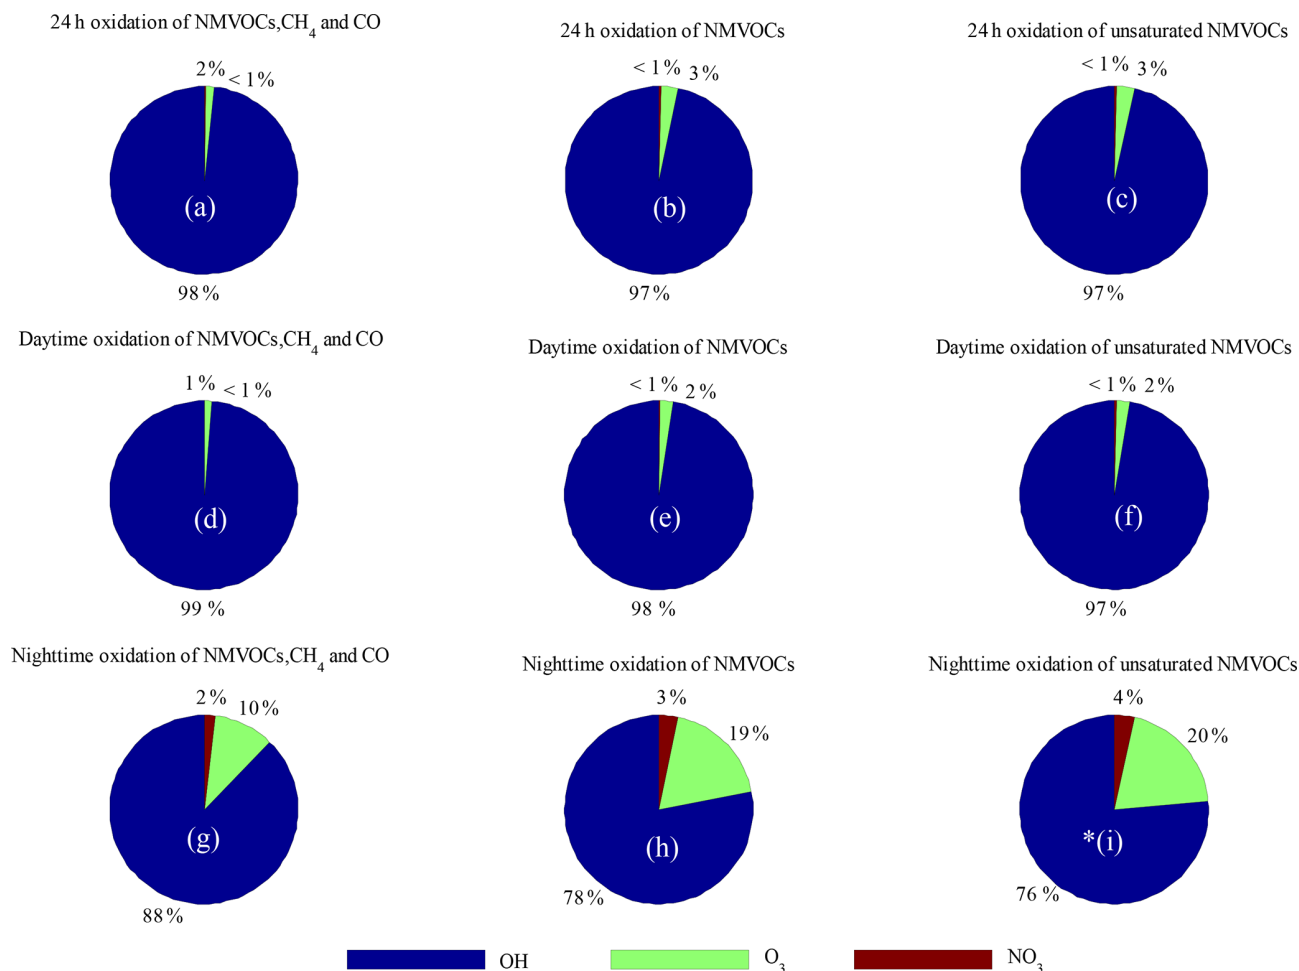 24 h oxidation of NMVOCs,CH4 and CO
2%
< 1%
(a)
98%
24 h oxidation of NMVOCs
< 1%
3%
(b)
97%
24 h oxidation of unsaturated NMVOCs
< 1%
3%
(c)
97%
Daytime oxidation of NMVOCs,CH4 and CO
1%
< 1%
(d)
99 %
Daytime oxidation of NMVOCs
< 1%
2%
(e)
98 %
Daytime oxidation of unsaturated NMVOCs
< 1%
2%
(f)
97%
Nighttime oxidation of NMVOCs,CH4 and CO
2%
10%
(g)
88%
Nighttime oxidation of NMVOCs
3%
19%
(h)
78%
Nighttime oxidation of unsaturated NMVOCs
4%
20%
*(i)
76 %
OH
O3
NO3